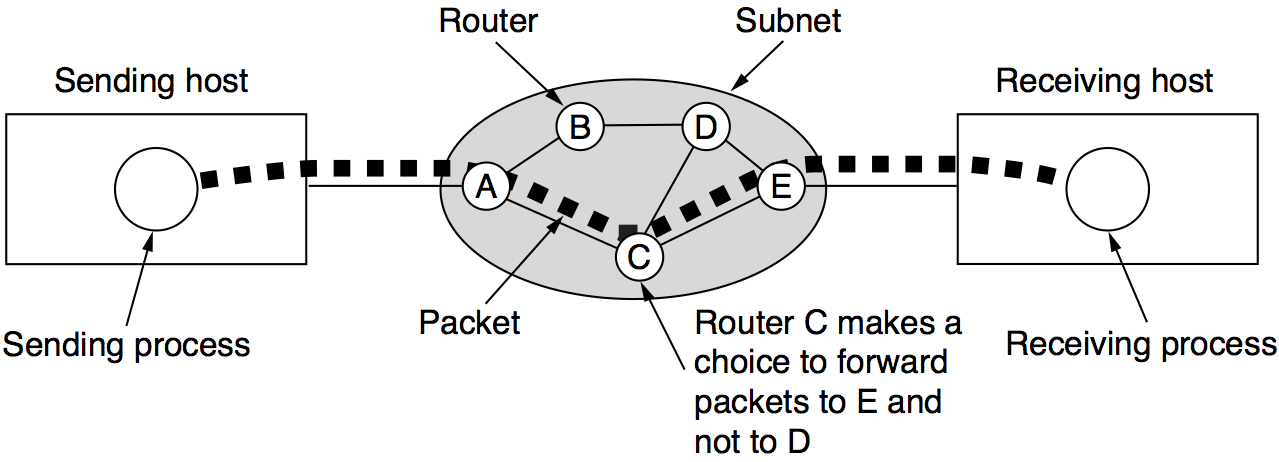 Router
Subnet
Sending host
Receiving host
B
D
A
E
C
Packet
Router C makes a
choice to forward
packets to E and
not to D
Sending process
Receiving process